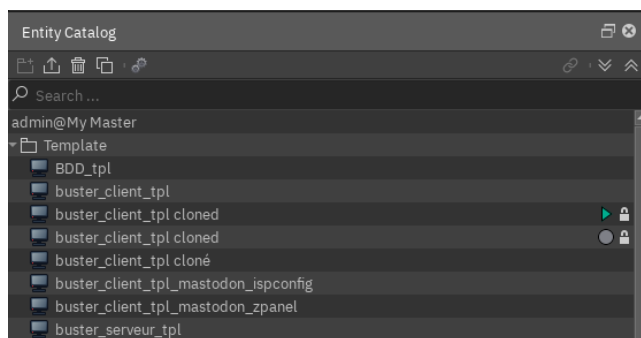 Entity Catalog
Search ...
admin@My Master
Template
BDD_tpl
buster_client_tpl
buster_client_tpl cloned
buster_client_tpl cloned
buster_client_tpl cloné
buster_client_tpl_mastodon_ispconfig
buster_client_tpl_mastodon_zpanel
buster_serveur_tpl